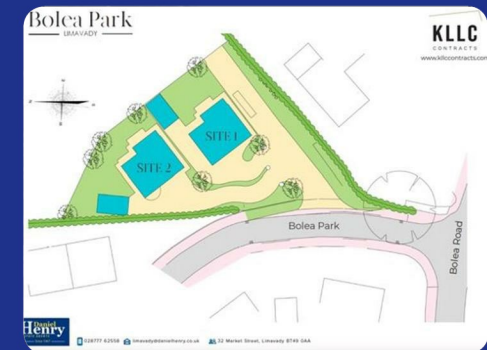 Bolea Park
LIMAVADY
KLLC
CONTRACTS
www.kllccontracts.com
SITE 1
SITE 2
Bolea Park
Bolea Road
Daniel
Henry
028777 62558 limavady@danielhenry.co.uk 32 Market Street, Limavady BT49 0AA